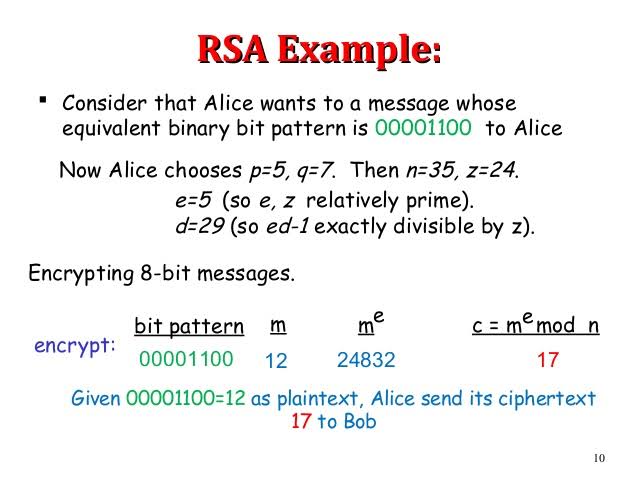 RSA Example:
▪ Consider that Alice wants to a message whose
equivalent binary bit pattern is 00001100 to Alice
Now Alice chooses p=5, q=7. Then n=35, z=24.
e=5 (so e, z relatively prime).
d=29 (so ed-1 exactly divisible by z).
Encrypting 8-bit messages.
bit pattern m mᵉ c = mᵉ mod n
encrypt: 00001100 12 24832 17
Given 00001100=12 as plaintext, Alice send its ciphertext
17 to Bob
10